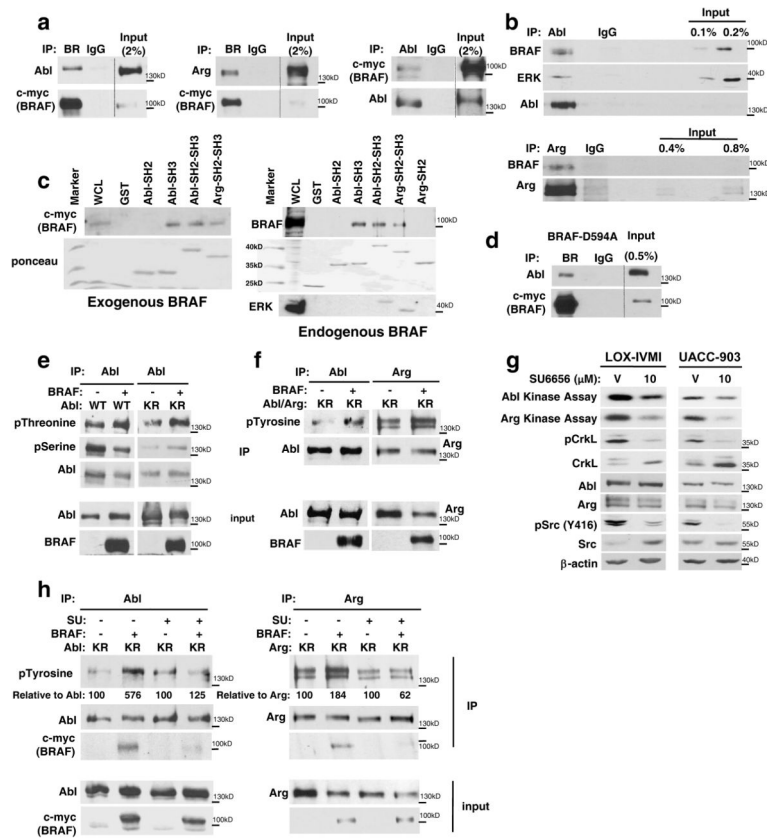 a
IP: BR IgG Input (2%)
Abl 130kD
c-myc (BRAF) 100kD
IP: BR IgG Input (2%)
Arg 130kD
c-myc (BRAF) 100kD
IP: Abl IgG Input (2%)
c-myc (BRAF) 100kD
Abl 130kD
b
Input
IP: Abl IgG 0.1% 0.2%
BRAF 100kD
ERK 40kD
Abl 130kD
Input
IP: Arg IgG 0.4% 0.8%
BRAF 100kD
Arg 130kD
c
Marker WCL GST Abl-SH2 Abl-SH3 Abl-SH2-SH3 Arg-SH2-SH3
c-myc (BRAF)
ponceau
Exogenous BRAF
Marker WCL GST Abl-SH2 Abl-SH3 Abl-SH2-SH3 Arg-SH2-SH3 Arg-SH2
BRAF 100kD
40kD
35kD
25kD
ERK 40kD
Endogenous BRAF
d
BRAF-D594A
IP: BR IgG Input (0.5%)
Abl 130kD
c-myc (BRAF) 100kD
e
IP: Abl Abl
BRAF: - + - +
Abl: WT WT KR KR
pThreonine 130kD
pSerine 130kD
Abl 130kD
Abl 130kD
BRAF 100kD
f
IP: Abl Arg
BRAF: - + - +
Abl/Arg: KR KR KR KR
pTyrosine 130kD
IP Abl Arg 130kD
input Abl Arg 130kD
BRAF 100kD
g
LOX-IVMI UACC-903
SU6656 (μM): V 10 V 10
Abl Kinase Assay
Arg Kinase Assay
pCrkL 35kD
CrkL 35kD
Abl 130kD
Arg 130kD
pSrc (Y416) 55kD
Src 55kD
β-actin 40kD
h
IP: Abl
SU: - - + +
BRAF: - + - +
Abl: KR KR KR KR
pTyrosine 130kD
Relative to Abl: 100 576 100 125
Abl 130kD
c-myc (BRAF) 100kD
Abl 130kD
c-myc (BRAF) 100kD
IP: Arg
SU: - - + +
BRAF: - + - +
Arg: KR KR KR KR
130kD
Relative to Arg: 100 184 100 62
Arg 130kD
100kD
IP
Arg 130kD
100kD
input